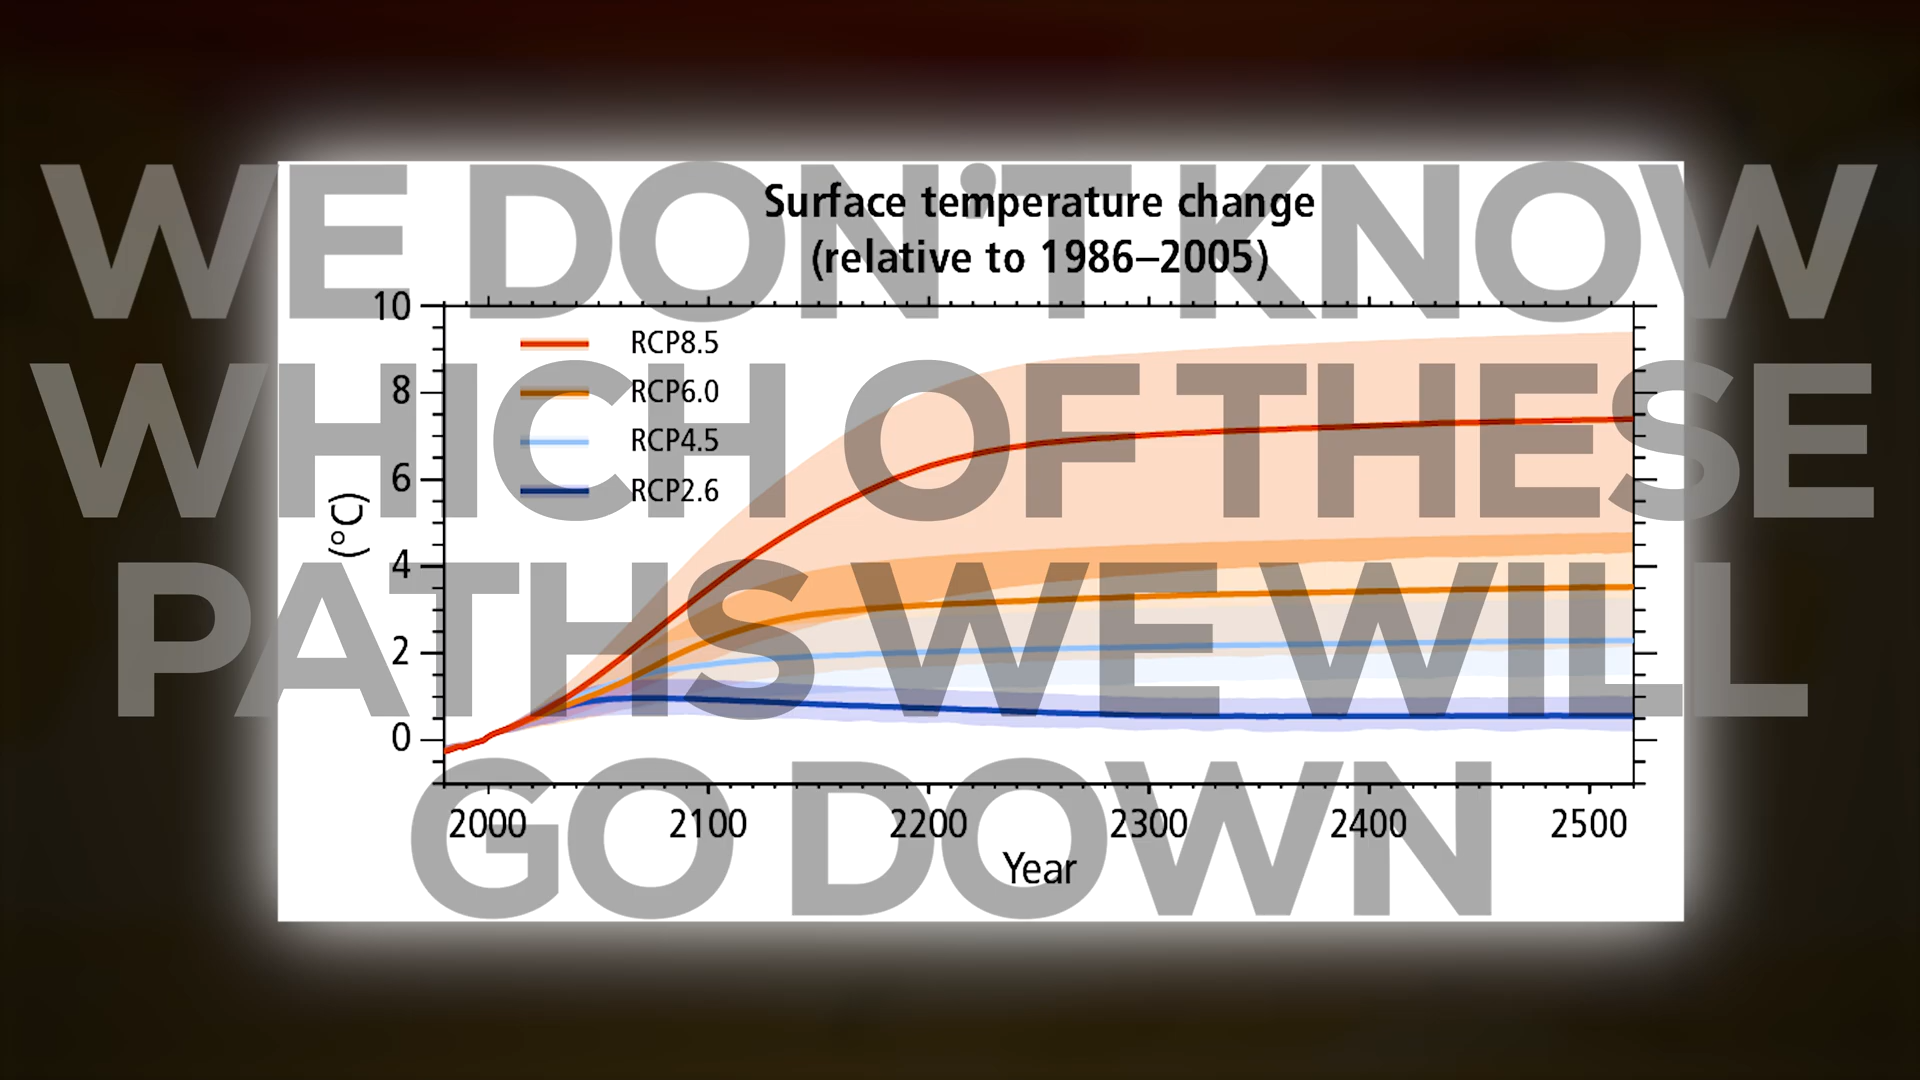 WE DON'T KNOW
WHICH OF THESE
PATHS WE WILL
GO DOWN
Surface temperature change
(relative to 1986–2005)
10
8
6
4
2
0
(°C)
RCP8.5
RCP6.0
RCP4.5
RCP2.6
2000 2100 2200 2300 2400 2500
Year